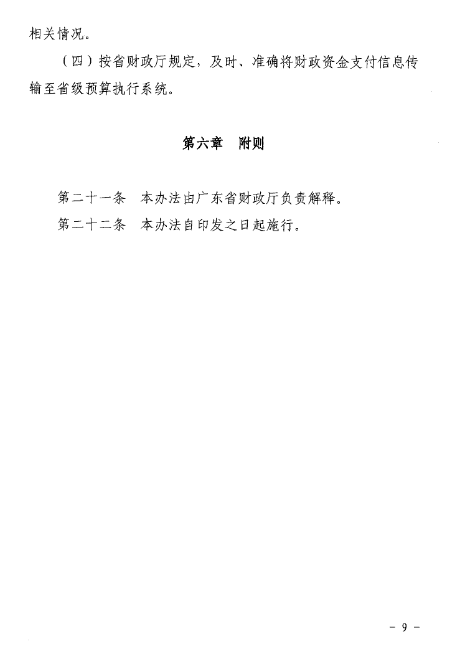 相关情况。
（四）按省财政厅规定，及时、准确将财政资金支付信息传
输至省级预算执行系统。
第六章　附则
第二十一条　本办法由广东省财政厅负责解释。
第二十二条　本办法自印发之日起施行。
- 9 -